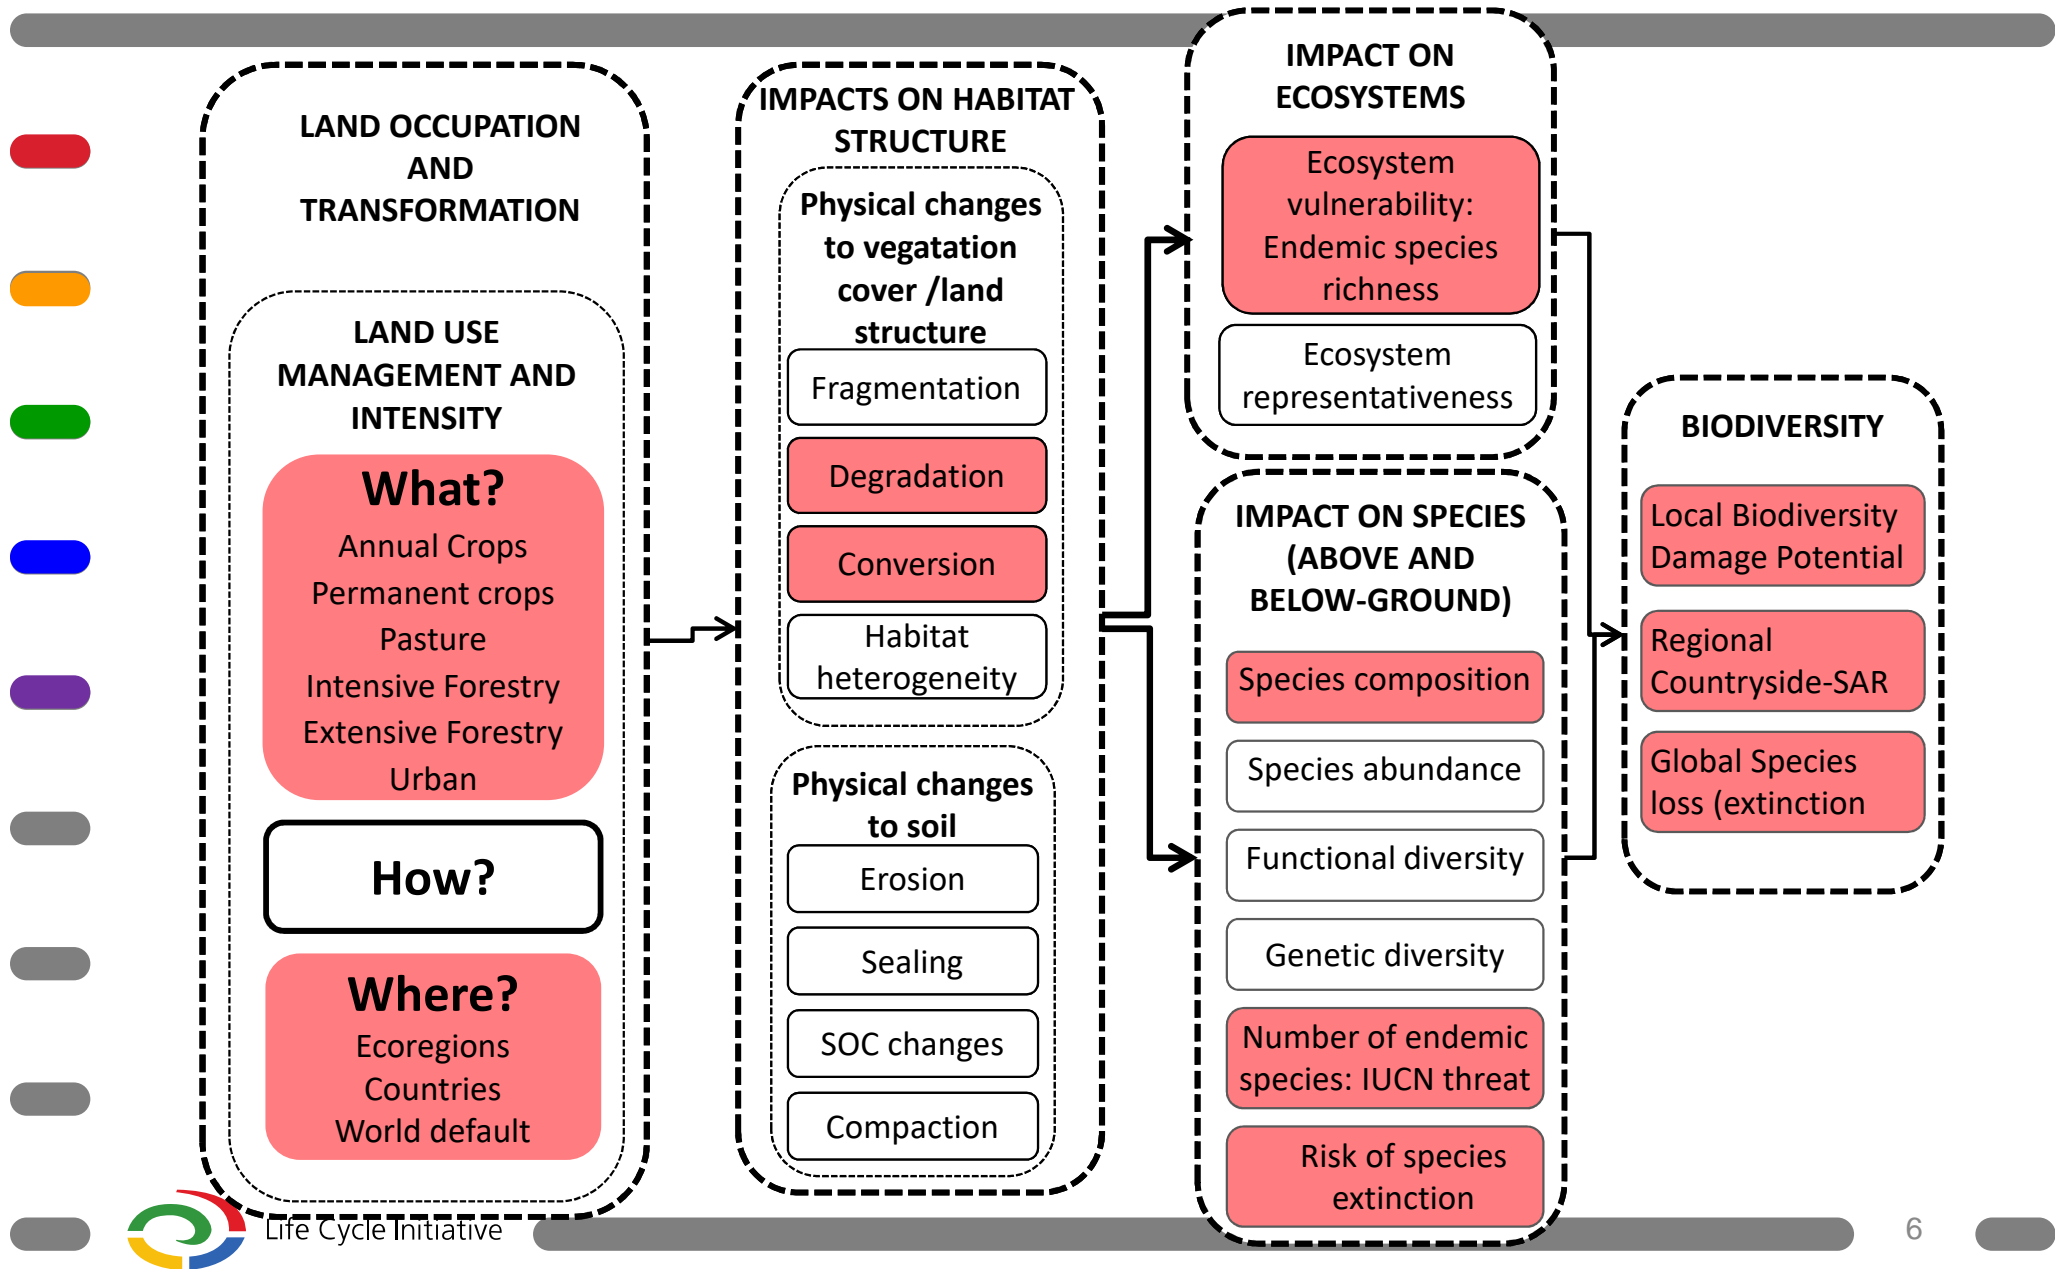 LAND OCCUPATION
AND
TRANSFORMATION
LAND USE
MANAGEMENT AND
INTENSITY
What?
Annual Crops
Permanent crops
Pasture
Intensive Forestry
Extensive Forestry
Urban
How?
Where?
Ecoregions
Countries
World default
IMPACTS ON HABITAT
STRUCTURE
Physical changes
to vegatation
cover /land
structure
Fragmentation
Degradation
Conversion
Habitat
heterogeneity
Physical changes
to soil
Erosion
Sealing
SOC changes
Compaction
IMPACT ON
ECOSYSTEMS
Ecosystem
vulnerability:
Endemic species
richness
Ecosystem
representativeness
IMPACT ON SPECIES
(ABOVE AND
BELOW-GROUND)
Species composition
Species abundance
Functional diversity
Genetic diversity
Number of endemic
species: IUCN threat
Risk of species
extinction
BIODIVERSITY
Local Biodiversity
Damage Potential
Regional
Countryside-SAR
Global Species
loss (extinction
Life Cycle Initiative
6